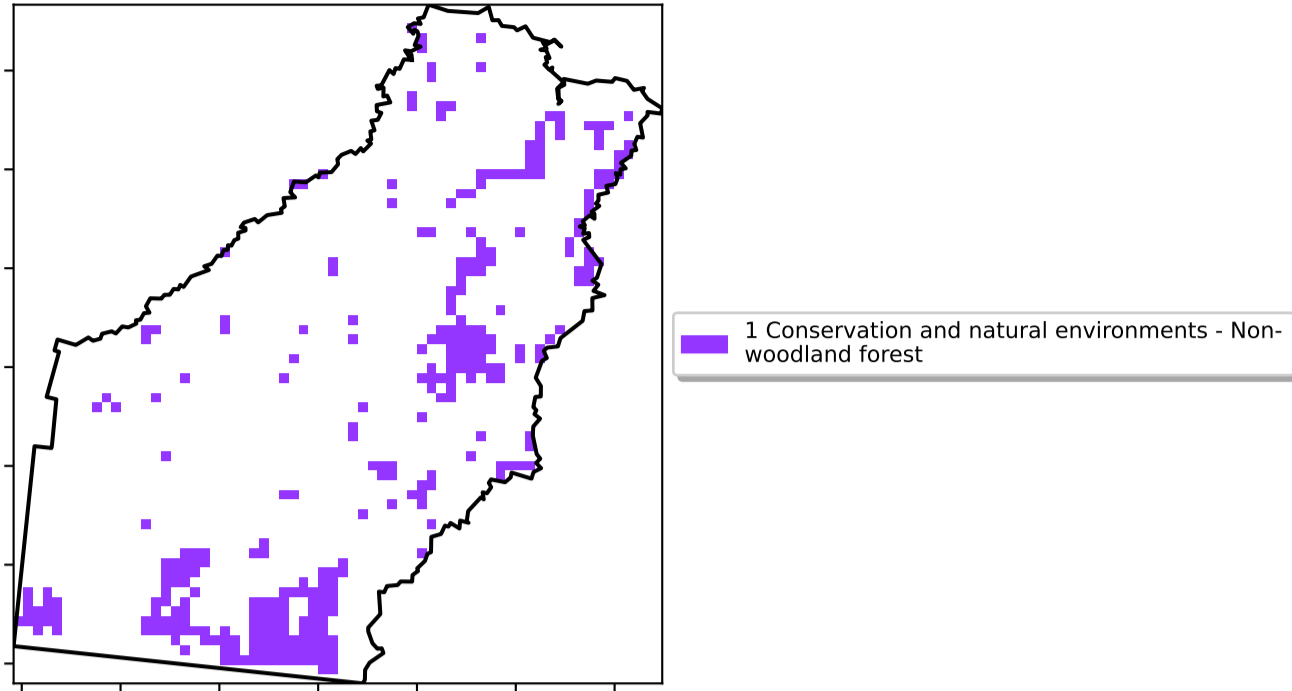 1 Conservation and natural environments - Non-
woodland forest